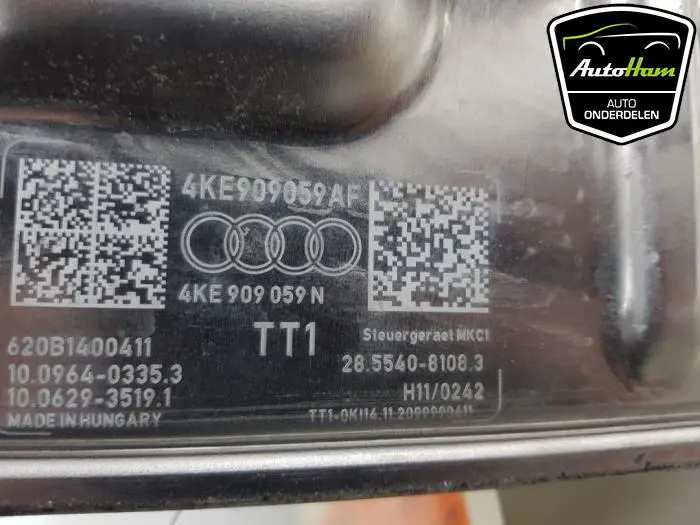 AutoHam
AUTO
ONDERDELEN
4KE909059AF
4KE 909 059 N
TT1
Steuergeraet MKC1
620B1400411
28.5540-8108.3
10.0964-0335.3
H11/0242
10.0629-3519.1
MADE IN HUNGARY